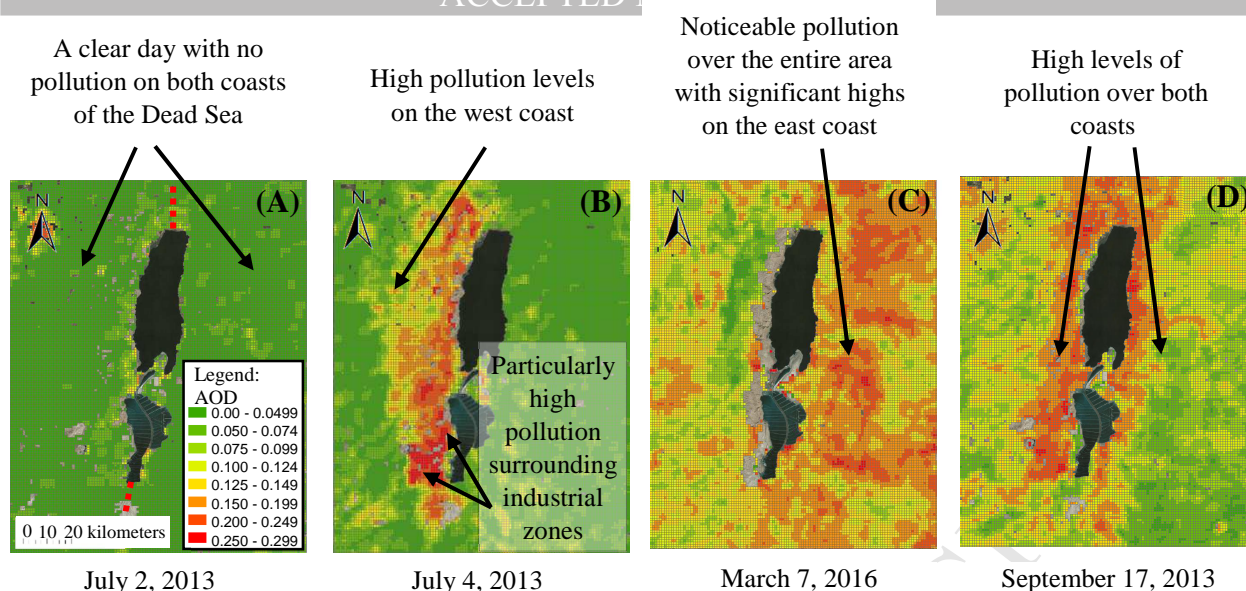 ACCEPTED
A clear day with no
pollution on both coasts
of the Dead Sea
High pollution levels
on the west coast
Noticeable pollution
over the entire area
with significant highs
on the east coast
High levels of
pollution over both
coasts
N
(A)
Legend:
AOD
0.00 - 0.0499
0.050 - 0.074
0.075 - 0.099
0.100 - 0.124
0.125 - 0.149
0.150 - 0.199
0.200 - 0.249
0.250 - 0.299
0 10 20 kilometers
N
(B)
Particularly
high
pollution
surrounding
industrial
zones
N
(C)
N
(D)
July 2, 2013
July 4, 2013
March 7, 2016
September 17, 2013